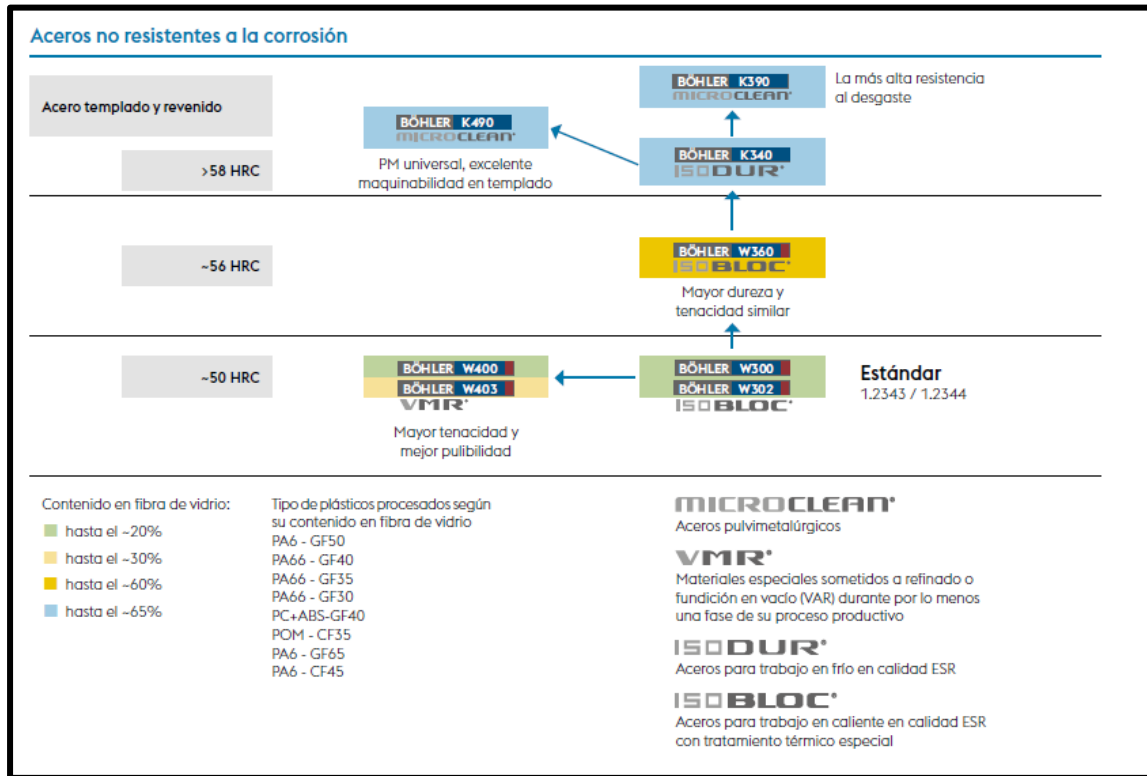 Aceros no resistentes a la corrosión
Acero templado y revenido
BÖHLER K390
MICROCLEAN®
La más alta resistencia
al desgaste
BÖHLER K490
MICROCLEAN®
PM universal, excelente
maquinabilidad en templado
>58 HRC
BÖHLER K340
ISODUR®
~56 HRC
BÖHLER W360
ISOBLOC®
Mayor dureza y
tenacidad similar
~50 HRC
BÖHLER W400
BÖHLER W403
VMR®
Mayor tenacidad y
mejor pulibilidad
BÖHLER W300
BÖHLER W302
ISOBLOC®
Estándar
1.2343 / 1.2344
Contenido en fibra de vidrio:
hasta el ~20%
hasta el ~30%
hasta el ~60%
hasta el ~65%
Tipo de plásticos procesados según
su contenido en fibra de vidrio
PA6 - GF50
PA66 - GF40
PA66 - GF35
PA66 - GF30
PC+ABS-GF40
POM - CF35
PA6 - GF65
PA6 - CF45
MICROCLEAN®
Aceros pulvimetalúrgicos
VMR®
Materiales especiales sometidos a refinado o
fundición en vacío (VAR) durante por lo menos
una fase de su proceso productivo
ISODUR®
Aceros para trabajo en frío en calidad ESR
ISOBLOC®
Aceros para trabajo en caliente en calidad ESR
con tratamiento térmico especial